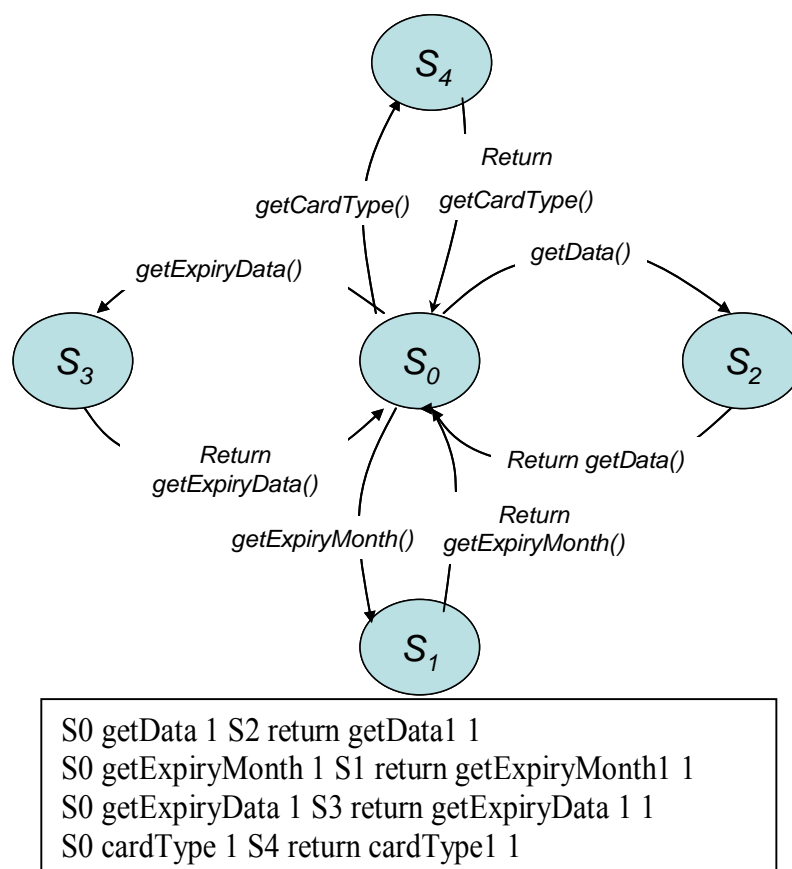 S4
Return
getCardType()
getCardType()
getData()
getExpiryData()
S3
S0
S2
Return
getExpiryData()
Return getData()
getExpiryMonth()
Return
getExpiryMonth()
S1
S0 getData 1 S2 return getData1 1
S0 getExpiryMonth 1 S1 return getExpiryMonth1 1
S0 getExpiryData 1 S3 return getExpiryData 1 1
S0 cardType 1 S4 return cardType1 1